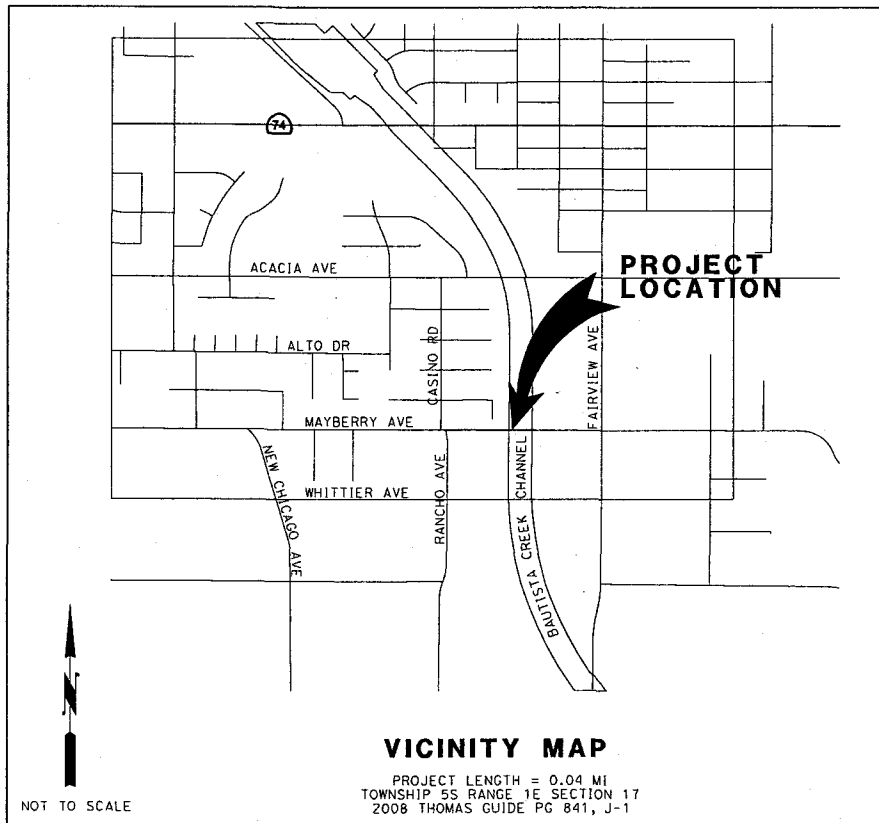 74
ACACIA AVE
PROJECT
LOCATION
ALTO DR
CASINO RD
FAIRVIEW AVE
MAYBERRY AVE
NEW CHICAGO AVE
WHITTIER AVE
RANCHO AVE
BAUTISTA CREEK CHANNEL
N
NOT TO SCALE
VICINITY MAP
PROJECT LENGTH = 0.04 MI
TOWNSHIP 5S RANGE 1E SECTION 17
2008 THOMAS GUIDE PG 841, J-1